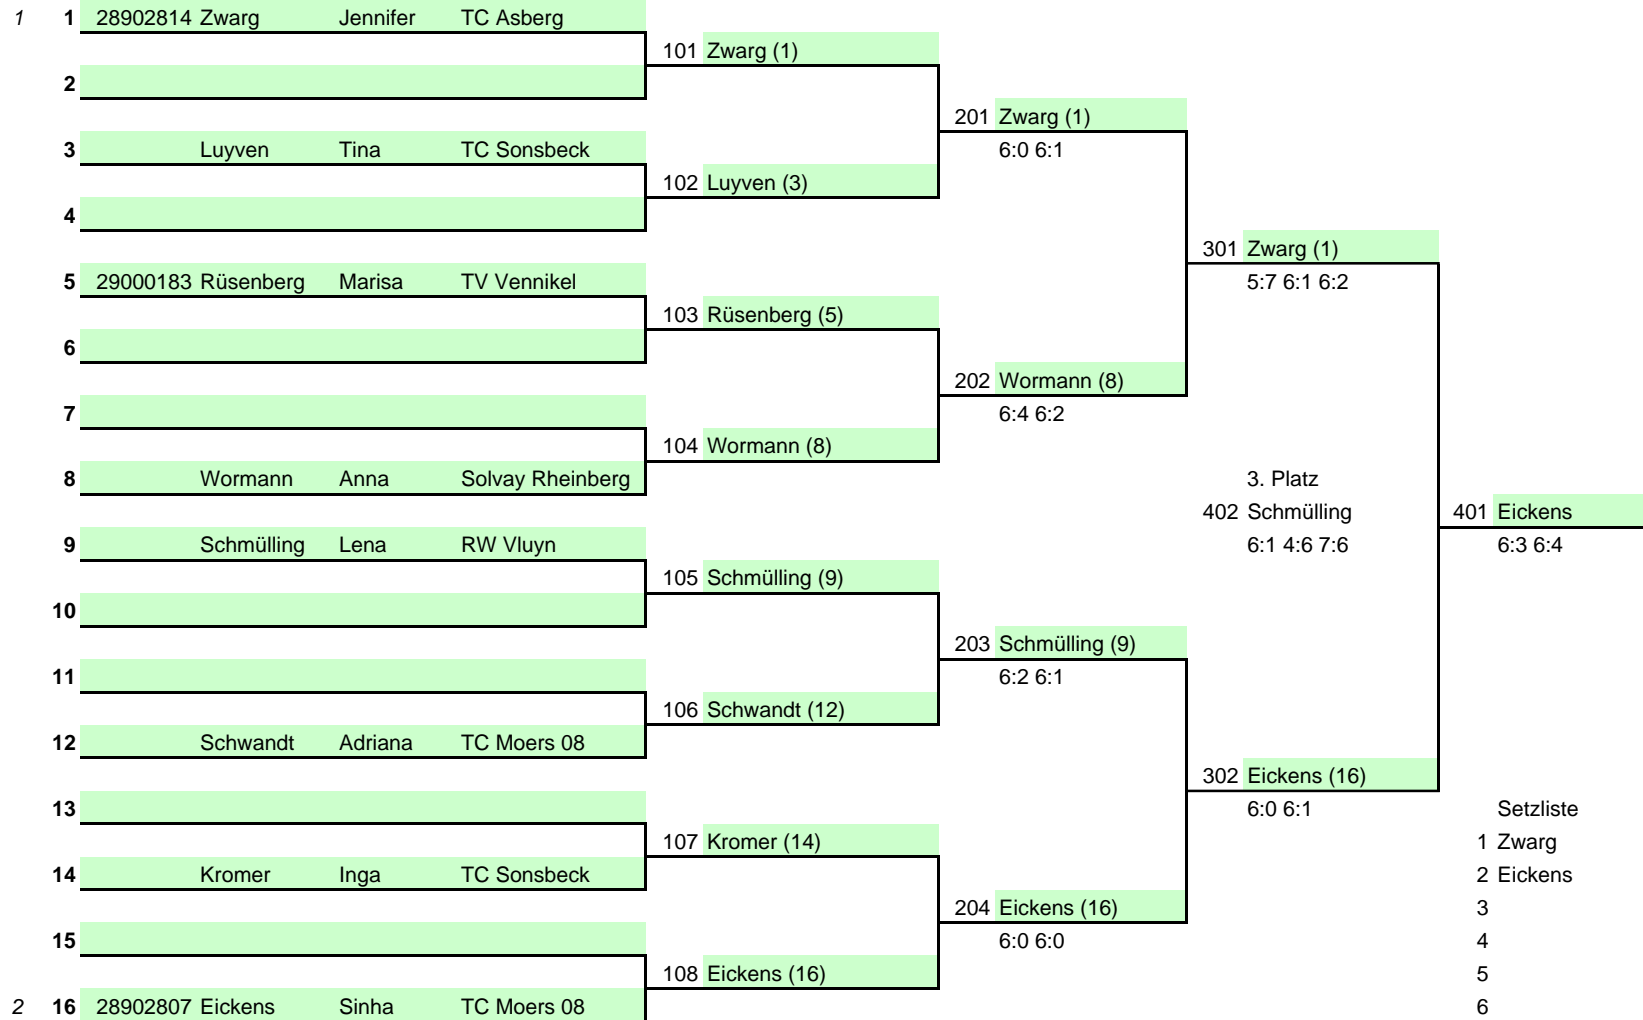 1 1 28902814 Zwarg Jennifer TC Asberg
101 Zwarg (1)
2
201 Zwarg (1)
3 Luyven Tina TC Sonsbeck 6:0 6:1
102 Luyven (3)
4
301 Zwarg (1)
5 29000183 Rüsenberg Marisa TV Vennikel 5:7 6:1 6:2
103 Rüsenberg (5)
6
202 Wormann (8)
7 6:4 6:2
104 Wormann (8)
8 Wormann Anna Solvay Rheinberg 3. Platz
402 Schmülling 401 Eickens
9 Schmülling Lena RW Vluyn 6:1 4:6 7:6 6:3 6:4
105 Schmülling (9)
10
203 Schmülling (9)
11 6:2 6:1
106 Schwandt (12)
12 Schwandt Adriana TC Moers 08
302 Eickens (16)
13 6:0 6:1 Setzliste
107 Kromer (14) 1 Zwarg
14 Kromer Inga TC Sonsbeck 2 Eickens
204 Eickens (16) 3
15 6:0 6:0 4
108 Eickens (16) 5
2 16 28902807 Eickens Sinha TC Moers 08 6